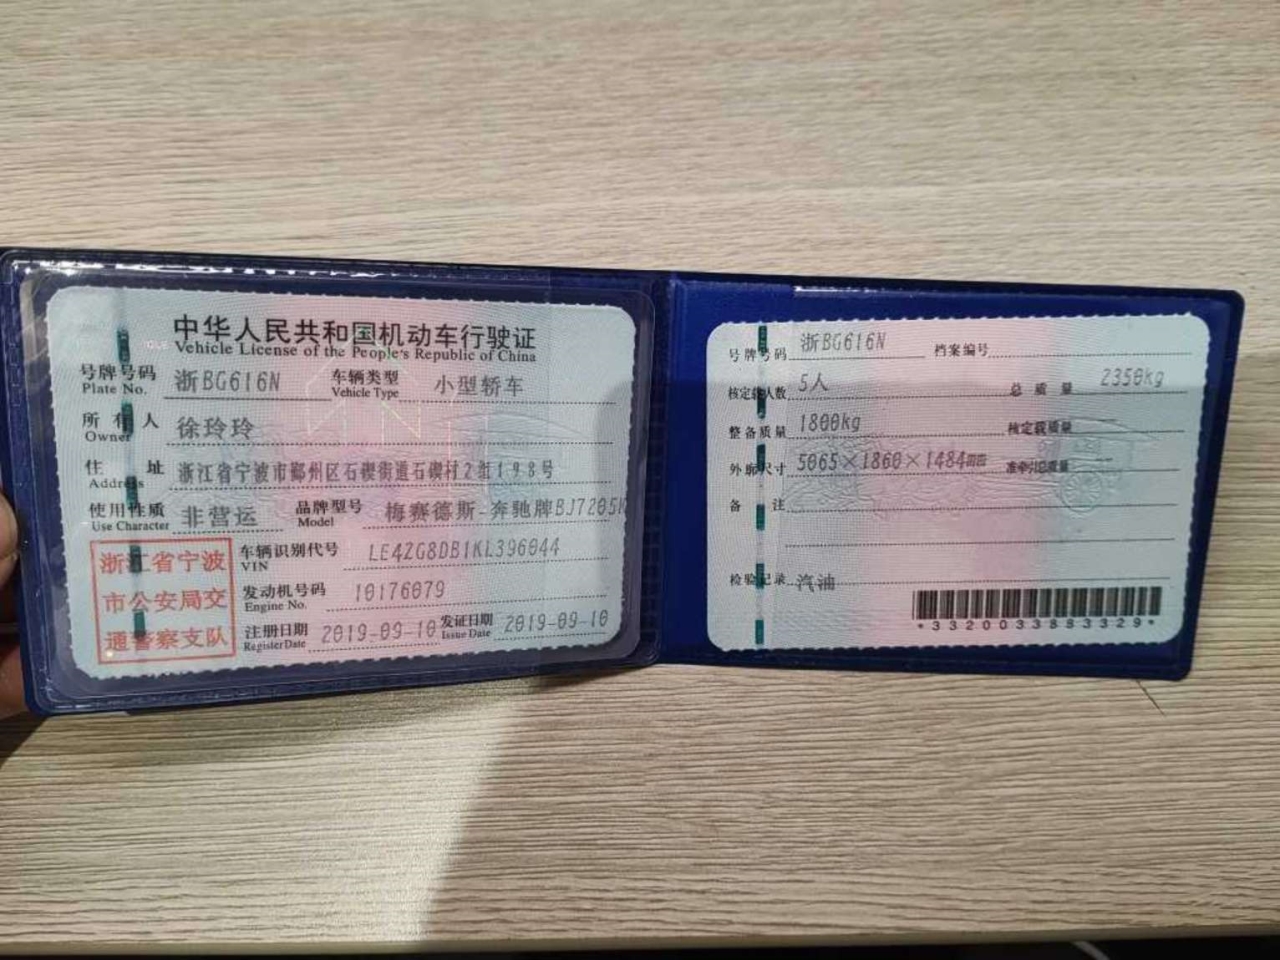 中华人民共和国机动车行驶证
Vehicle License of the People's Republic of China
号牌号码 浙BG616N 车辆类型 小型轿车
Plate No. Vehicle Type
所有人 徐玲玲
Owner
住址 浙江省宁波市鄞州区石碶街道石碶村2组198号
Address
使用性质 非营运 品牌型号 梅赛德斯-奔驰牌BJ7205
Use Character Model
浙江省宁波
市公安局交
通警察支队
车辆识别代号 LE4ZG8DB1KL396044
VIN
发动机号码 10176079
Engine No.
注册日期 2019-09-10 发证日期 2019-09-10
Register Date Issue Date
号牌号码 浙BG616N 档案编号
核定载人数 5人 总质量 2350kg
整备质量 1800kg 核定载质量
外廓尺寸 5065×1860×1484mm 准牵引总质量
备注
检验记录 汽油
*3320033883329*